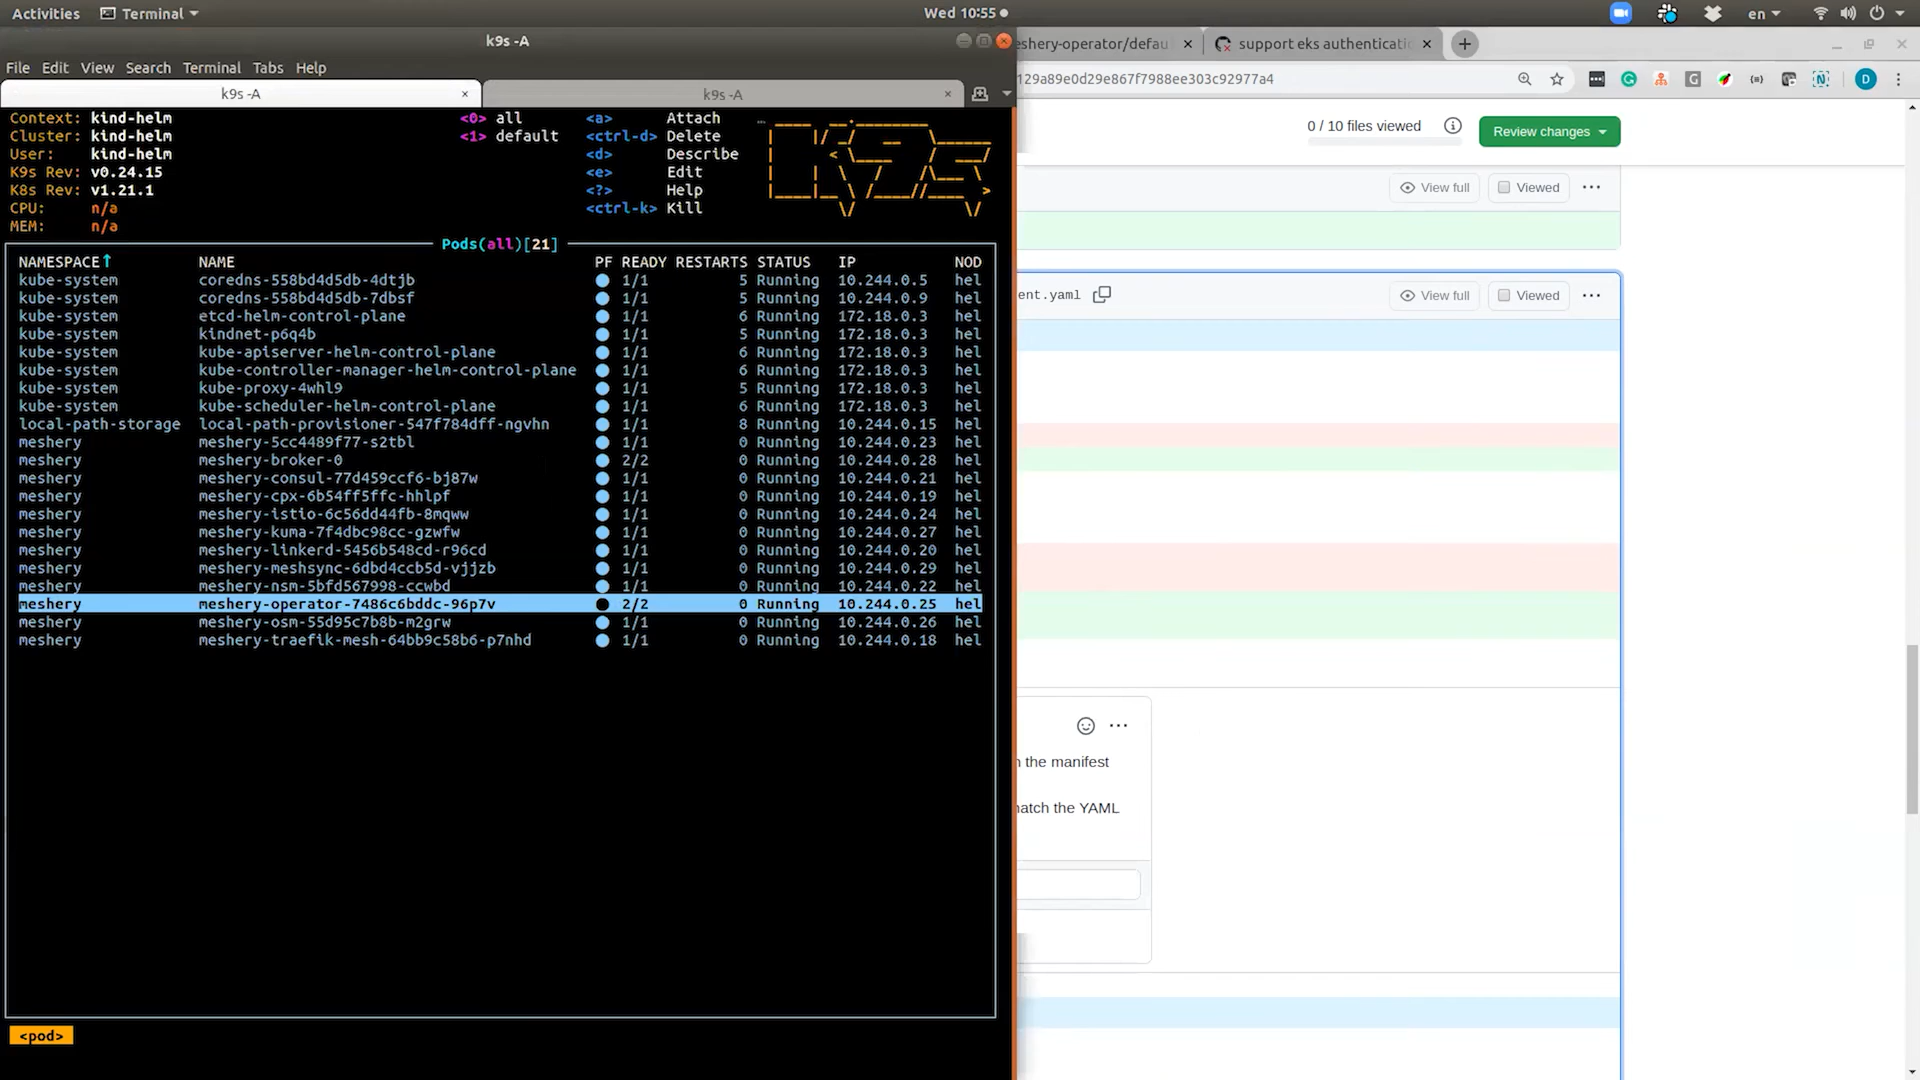 Activities Terminal Wed 10:55 en
k9s -A
File Edit View Search Terminal Tabs Help
k9s -A × k9s -A ×
Context: kind-helm <0> all <a> Attach
Cluster: kind-helm <1> default <ctrl-d> Delete
User: kind-helm <d> Describe
K9s Rev: v0.24.15 <e> Edit
K8s Rev: v1.21.1 <?> Help
CPU: n/a <ctrl-k> Kill
MEM: n/a
Pods(all)[21]
NAMESPACE↑ NAME PF READY RESTARTS STATUS IP NOD
kube-system coredns-558bd4d5db-4dtjb ● 1/1 5 Running 10.244.0.5 hel
kube-system coredns-558bd4d5db-7dbsf ● 1/1 5 Running 10.244.0.9 hel
kube-system etcd-helm-control-plane ● 1/1 6 Running 172.18.0.3 hel
kube-system kindnet-p6q4b ● 1/1 5 Running 172.18.0.3 hel
kube-system kube-apiserver-helm-control-plane ● 1/1 6 Running 172.18.0.3 hel
kube-system kube-controller-manager-helm-control-plane ● 1/1 6 Running 172.18.0.3 hel
kube-system kube-proxy-4whl9 ● 1/1 5 Running 172.18.0.3 hel
kube-system kube-scheduler-helm-control-plane ● 1/1 6 Running 172.18.0.3 hel
local-path-storage local-path-provisioner-547f784dff-ngvhn ● 1/1 8 Running 10.244.0.15 hel
meshery meshery-5cc4489f77-s2tbl ● 1/1 0 Running 10.244.0.23 hel
meshery meshery-broker-0 ● 2/2 0 Running 10.244.0.28 hel
meshery meshery-consul-77d459ccf6-bj87w ● 1/1 0 Running 10.244.0.21 hel
meshery meshery-cpx-6b54ff5ffc-hhlpf ● 1/1 0 Running 10.244.0.19 hel
meshery meshery-istio-6c56dd44fb-8mqww ● 1/1 0 Running 10.244.0.24 hel
meshery meshery-kuma-7f4dbc98cc-gzwfw ● 1/1 0 Running 10.244.0.27 hel
meshery meshery-linkerd-5456b548cd-r96cd ● 1/1 0 Running 10.244.0.20 hel
meshery meshery-meshsync-6dbd4ccb5d-vjjzb ● 1/1 0 Running 10.244.0.29 hel
meshery meshery-nsm-5bfd567998-ccwbd ● 1/1 0 Running 10.244.0.22 hel
meshery meshery-operator-7486c6bddc-96p7v ● 2/2 0 Running 10.244.0.25 hel
meshery meshery-osm-55d95c7b8b-m2grw ● 1/1 0 Running 10.244.0.26 hel
meshery meshery-traefik-mesh-64bb9c58b6-p7nhd ● 1/1 0 Running 10.244.0.18 hel
<pod>
eshery-operator/defau × support eks authenticatio ×
129a89e0d29e867f7988ee303c92977a4 D
0 / 10 files viewed Review changes
View full Viewed ...
ent.yaml View full Viewed ...
the manifest
match the YAML